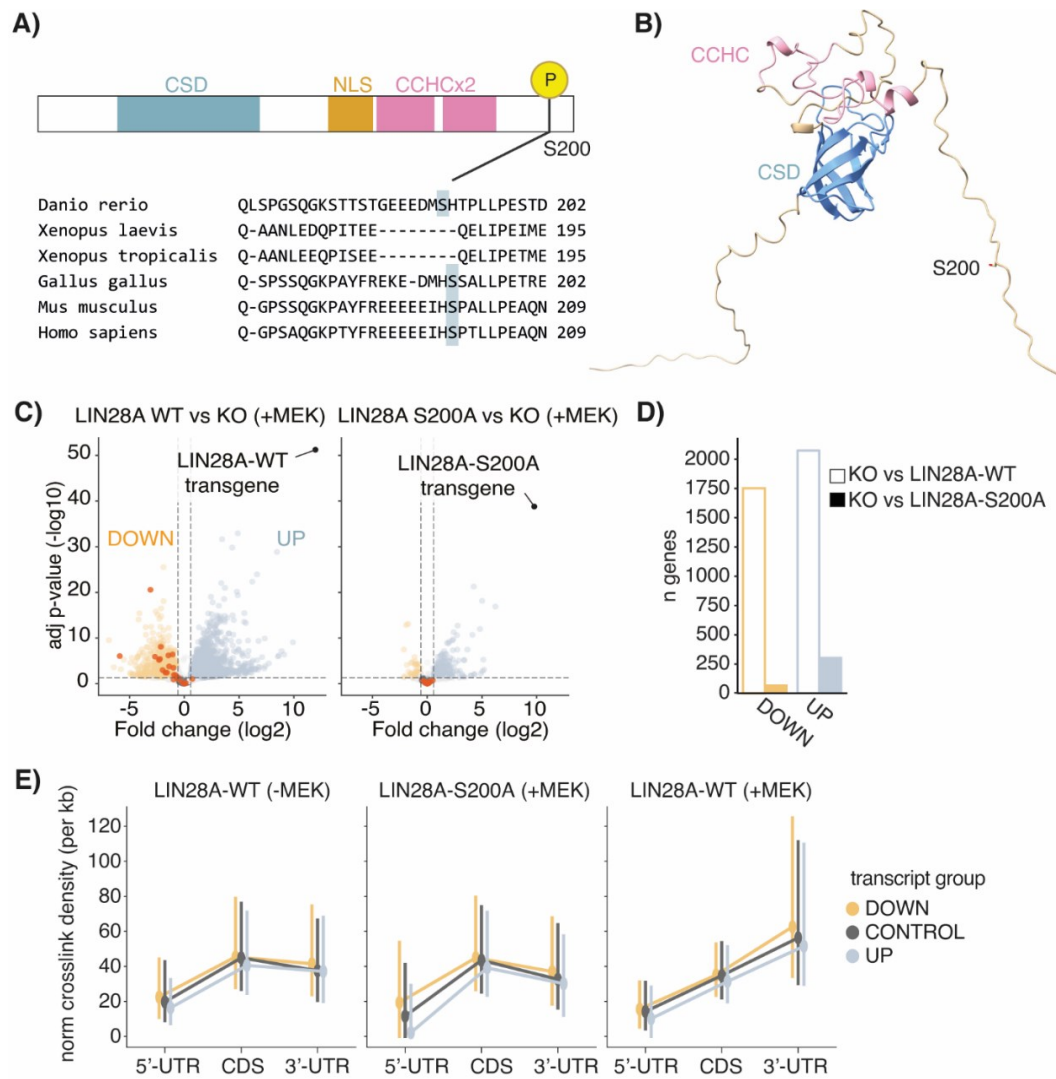 A)
CSD
NLS
CCHCx2
P
S200
Danio rerio QLSPGSQGKSTTSTGEEEDMSHTPLLPESTD 202
Xenopus laevis Q-AANLEDQPITEE--------QELIPEIME 195
Xenopus tropicalis Q-AANLEEQPISEE--------QELIPETME 195
Gallus gallus Q-SPSSQGKPAYFREKE-DMHSSALLPETRE 202
Mus musculus Q-GPSSQGKPAYFREEEEEIHSPALLPEAQN 209
Homo sapiens Q-GPSAQGKPTYFREEEEEIHSPTLLPEAQN 209
B)
CCHC
CSD
S200
C)
LIN28A WT vs KO (+MEK)
adj p-value (-log10)
50
40
30
20
10
0
LIN28A-WT
transgene
DOWN
UP
-5 0 5 10
Fold change (log2)
LIN28A S200A vs KO (+MEK)
LIN28A-S200A
transgene
-5 0 5 10
Fold change (log2)
D)
n genes
2000
1750
1500
1250
1000
750
500
250
0
DOWN
UP
KO vs LIN28A-WT
KO vs LIN28A-S200A
E)
norm crosslink density (per kb)
120
100
80
60
40
20
0
LIN28A-WT (-MEK)
5'-UTR CDS 3'-UTR
LIN28A-S200A (+MEK)
5'-UTR CDS 3'-UTR
LIN28A-WT (+MEK)
5'-UTR CDS 3'-UTR
transcript group
DOWN
CONTROL
UP